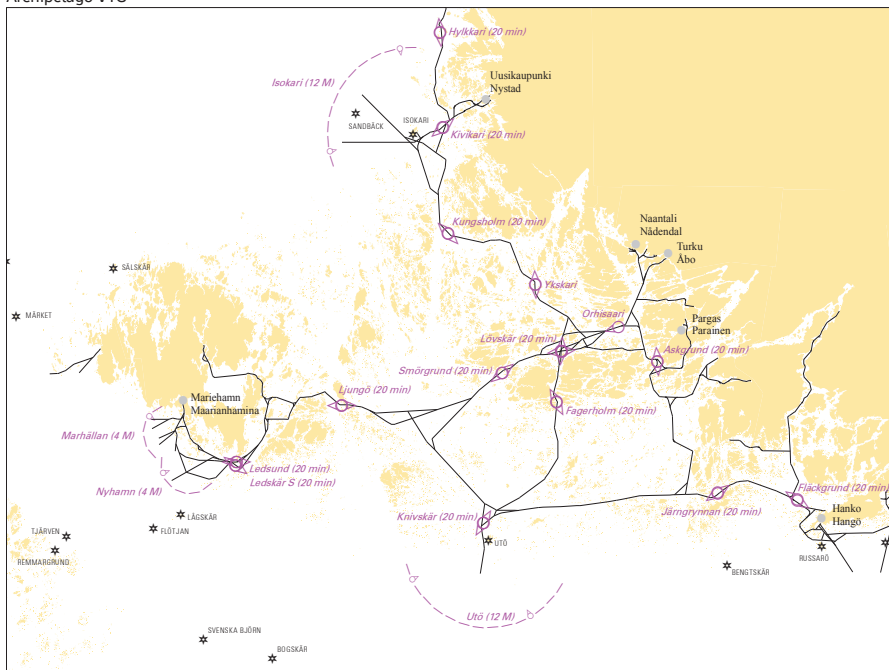 Archipelago VTS
Hylkkari (20 min)
Isokari (12 M)
Uusikaupunki
Nystad
SANDBÄCK
ISOKARI
Kivikari (20 min)
Kungsholm (20 min)
Naantali
Nådendal
Turku
Åbo
SÄLSKÄR
Ykskari
MÄRKET
Orhisaari
Pargas
Parainen
Lövskär (20 min)
Askgrund (20 min)
Smörgrund (20 min)
Ljungö (20 min)
Mariehamn
Maarianhamina
Fagerholm (20 min)
Marhällan (4 M)
Ledsund (20 min)
Ledskär S (20 min)
Nyhamn (4 M)
Fläckgrund (20 min)
Järngrynnan (20 min)
Hanko
Hangö
LÅGSKÄR
Knivskär (20 min)
FLÖTJAN
TJÄRVEN
UTÖ
REMMARGRUND
RUSSARÖ
BENGTSKÄR
Utö (12 M)
SVENSKA BJÖRN
BOGSKÄR